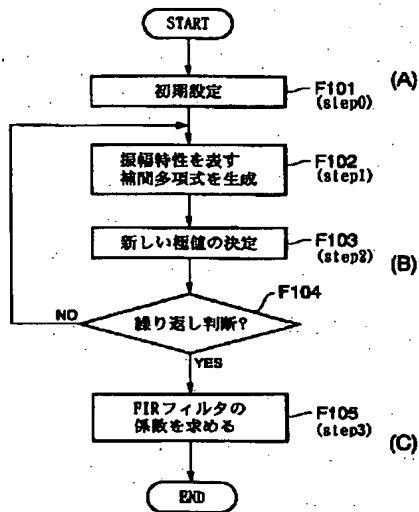 START
初期設定
F101
(step0)
(A)
振幅特性を表す
補間多項式を生成
F102
(step1)
新しい極値の決定
F103
(step2)
(B)
F104
繰り返し判断?
NO
YES
FIRフィルタの
係数を求める
F105
(step3)
(C)
END